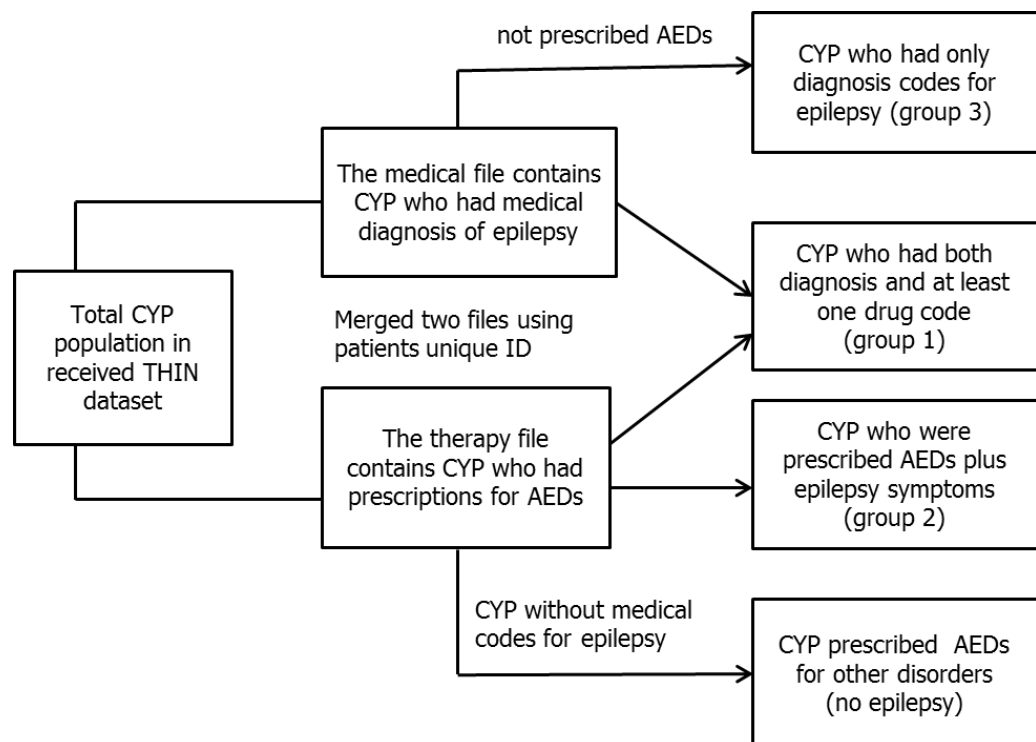 not prescribed AEDs
CYP who had only
diagnosis codes for
epilepsy (group 3)
The medical file contains
CYP who had medical
diagnosis of epilepsy
CYP who had both
diagnosis and at least
one drug code
(group 1)
Total CYP
population in
received THIN
dataset
Merged two files using
patients unique ID
The therapy file
contains CYP who had
prescriptions for AEDs
CYP who were
prescribed AEDs plus
epilepsy symptoms
(group 2)
CYP without medical
codes for epilepsy
CYP prescribed  AEDs
for other disorders
(no epilepsy)